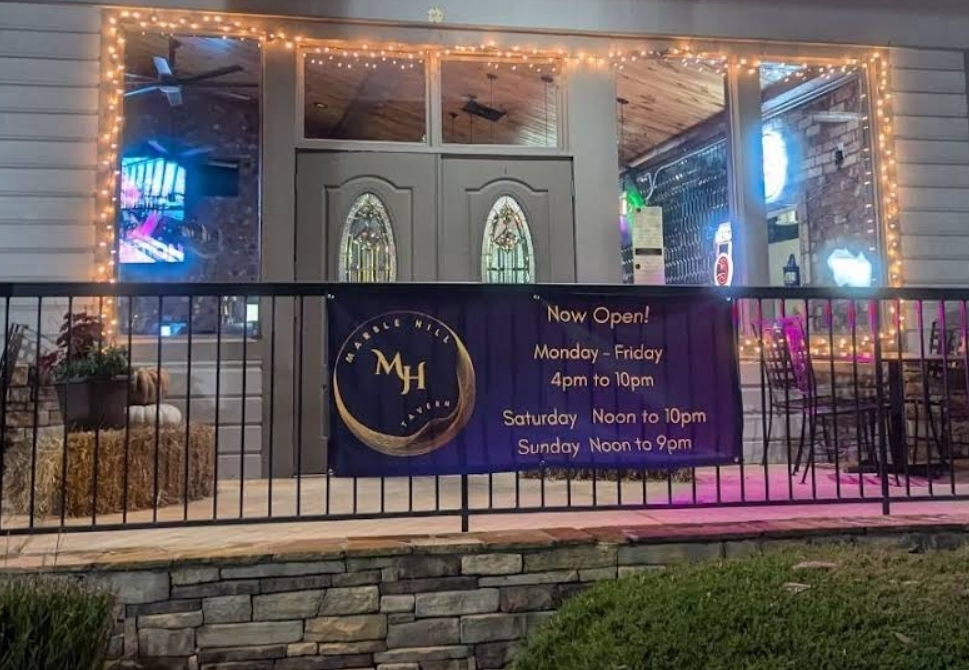 MARBLE HILL
MH
TAVERN
Now Open!
Monday - Friday
4pm to 10pm
Saturday Noon to 10pm
Sunday Noon to 9pm